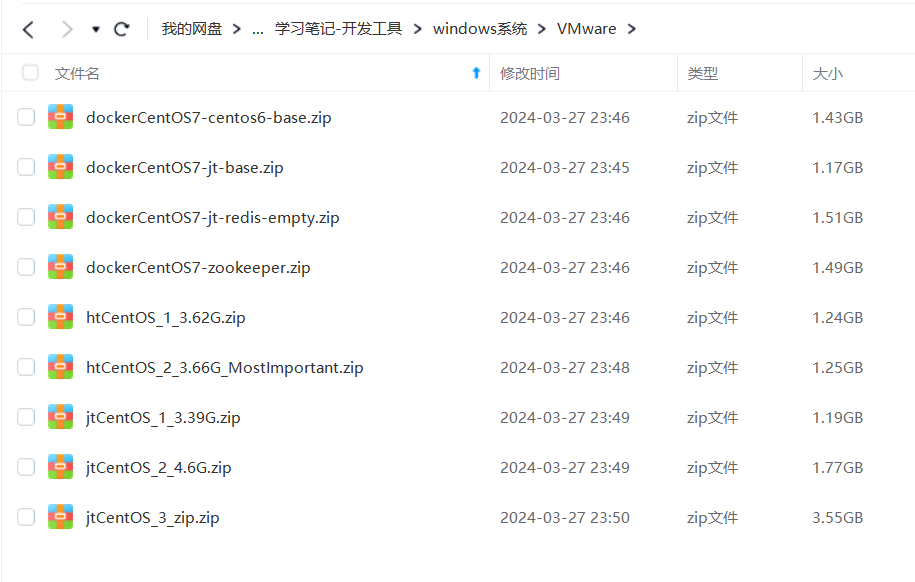 我的网盘 > ... 学习笔记-开发工具 > windows系统 > VMware >
文件名 修改时间 类型 大小
dockerCentOS7-centos6-base.zip 2024-03-27 23:46 zip文件 1.43GB
dockerCentOS7-jt-base.zip 2024-03-27 23:45 zip文件 1.17GB
dockerCentOS7-jt-redis-empty.zip 2024-03-27 23:46 zip文件 1.51GB
dockerCentOS7-zookeeper.zip 2024-03-27 23:46 zip文件 1.49GB
htCentOS_1_3.62G.zip 2024-03-27 23:46 zip文件 1.24GB
htCentOS_2_3.66G_MostImportant.zip 2024-03-27 23:48 zip文件 1.25GB
jtCentOS_1_3.39G.zip 2024-03-27 23:49 zip文件 1.19GB
jtCentOS_2_4.6G.zip 2024-03-27 23:49 zip文件 1.77GB
jtCentOS_3_zip.zip 2024-03-27 23:50 zip文件 3.55GB